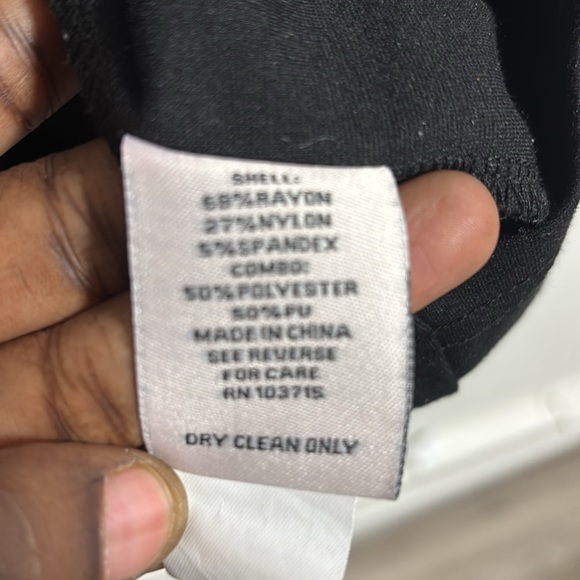 SHELL:
68%RAYON
27%NYLON
5%SPANDEX
COMBO:
50%POLYESTER
50%PU
MADE IN CHINA
SEE REVERSE
FOR CARE
RN 103715
DRY CLEAN ONLY